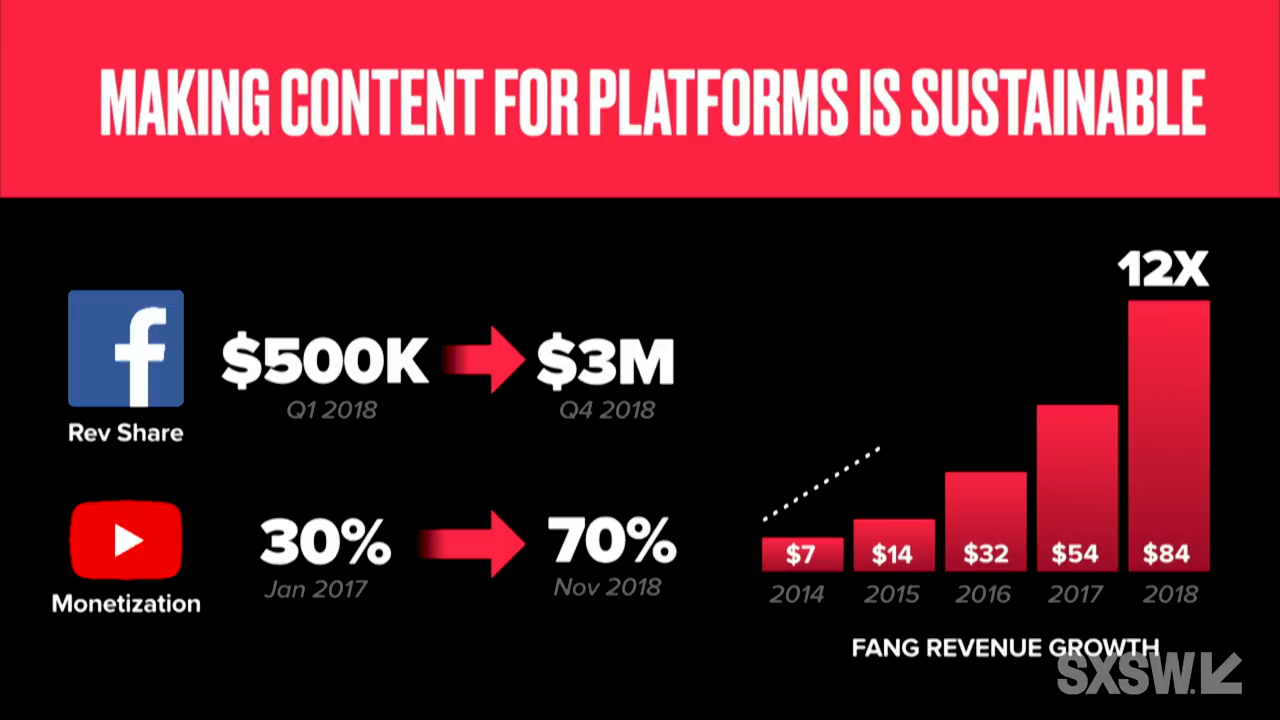 MAKING CONTENT FOR PLATFORMS IS SUSTAINABLE
f
Rev Share
$500K
Q1 2018
$3M
Q4 2018
Monetization
30%
Jan 2017
70%
Nov 2018
12X
$7 $14 $32 $54 $84
2014 2015 2016 2017 2018
FANG REVENUE GROWTH
SXSW.